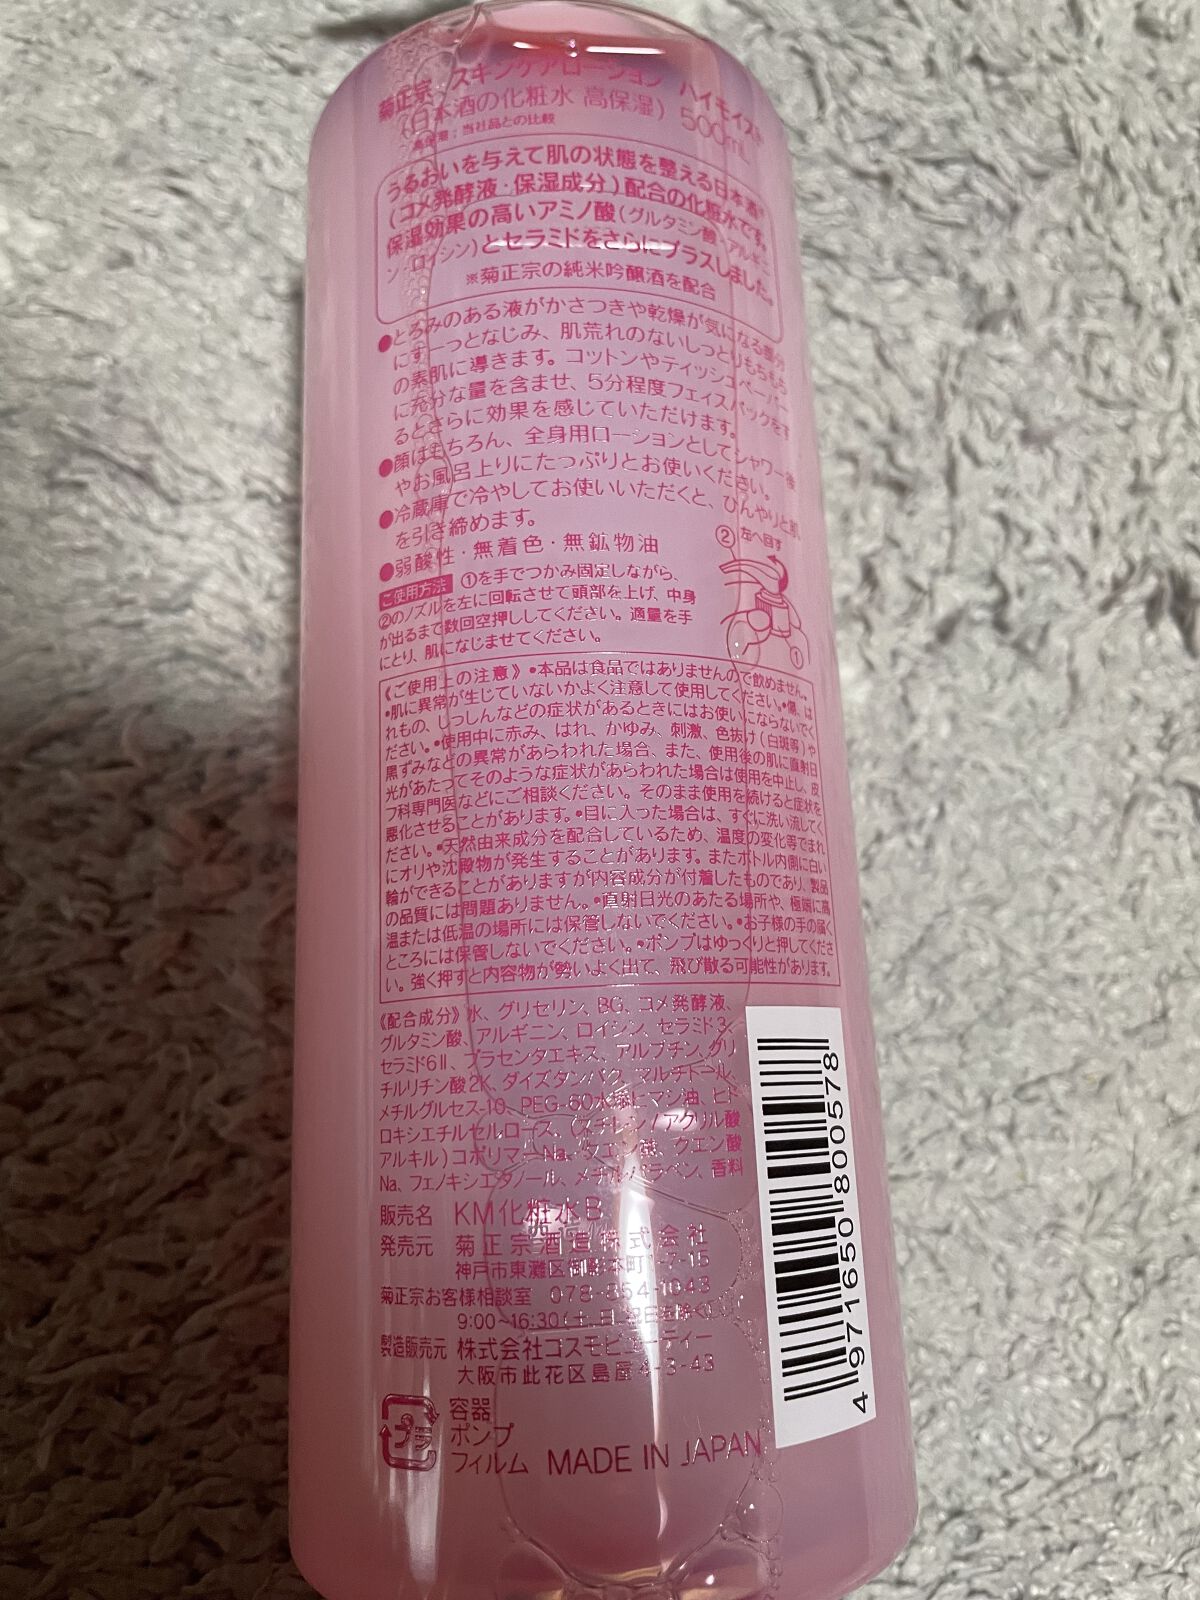 菊正宗 スキンケアローション ハイモイスト
(日本酒の化粧水 高保湿) 500mL
高保湿：当社品との比較
うるおいを与えて肌の状態を整える日本酒※
(コメ発酵液・保湿成分)配合の化粧水です。
保湿効果の高いアミノ酸(グルタミン酸・アルギニ
ン・ロイシン)とセラミドをさらにプラスしました。
※菊正宗の純米吟醸酒を配合
●とろみのある液がかさつきや乾燥が気になる部分
にすーっとなじみ、肌荒れのないしっとりもちもち
の素肌に導きます。コットンやティッシュペーパーに
に充分な量を含ませ、5分程度フェイスパックをす
るとさらに効果を感じていただけます。
●顔はもちろん、全身用ローションとしてシャワー後
やお風呂上りにたっぷりとお使いください。
●冷蔵庫で冷やしてお使いいただくと、ひんやりと肌
を引き締めます。
●弱酸性・無着色・無鉱物油
②左へ回す
①
ご使用方法 ①を手でつかみ固定しながら、
②のノズルを左に回転させて頭部を上げ、中身
が出るまで数回空押ししてください。適量を手
にとり、肌になじませてください。
《ご使用上の注意》•本品は食品ではありませんので飲めません。
•肌に異常が生じていないかよく注意して使用してください。•傷、は
れもの、しっしんなどの症状があるときにはお使いにならないでく
ださい。•使用中に赤み、はれ、かゆみ、刺激、色抜け(白斑等)や
黒ずみなどの異常があらわれた場合、また、使用後の肌に直射日
光があたってそのような症状があらわれた場合は使用を中止し、皮
フ科専門医などにご相談ください。そのまま使用を続けると症状を
悪化させることがあります。•目に入った場合は、すぐに洗い流してく
ださい。•天然由来成分を配合しているため、温度の変化等でまれ
にオリや沈殿物が発生することがあります。またボトル内側に白い
輪ができることがありますが内容成分が付着したものであり、製品
の品質には問題ありません。•直射日光のあたる場所や、極端に高
温または低温の場所には保管しないでください。•お子様の手の届く
ところには保管しないでください。•ポンプはゆっくりと押してくださ
い。強く押すと内容物が勢いよく出て、飛び散る可能性があります。
《配合成分》水、グリセリン、BG、コメ発酵液、
グルタミン酸、アルギニン、ロイシン、セラミド3、
セラミド6Ⅱ、プラセンタエキス、アルブチン、グリ
チルリチン酸2K、ダイズタンパク、マルチトール、
メチルグルセス-10、PEG-60水添ヒマシ油、ヒド
ロキシエチルセルロース、(スチレン/アクリル酸
アルキル)コポリマーNa、クエン酸、クエン酸
Na、フェノキシエタノール、メチルパラベン、香料
販売名 KM化粧水B
発売元 菊正宗酒造株式会社
神戸市東灘区御影本町1-7-15
菊正宗お客様相談室 078-854-1043
9:00~16:30(土、日、祝日を除く)
製造販売元 株式会社コスモビューティー
大阪市此花区島屋4-3-43
プラ
容器
ポンプ
フィルム MADE IN JAPAN
4 971650 800578